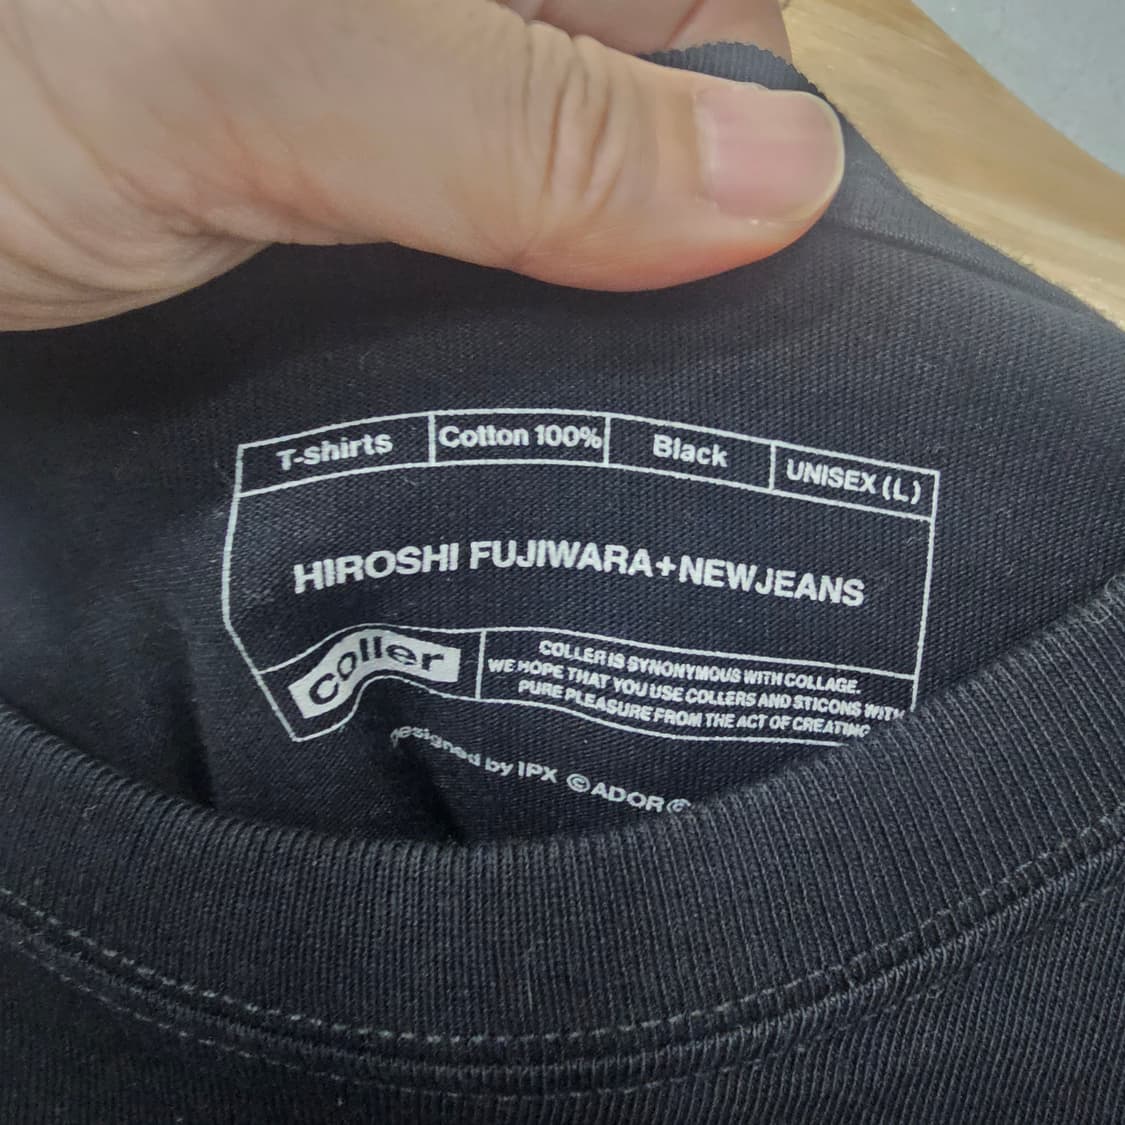 T-shirts Cotton 100% Black UNISEX (L)
HIROSHI FUJIWARA+NEWJEANS
coller
COLLER IS SYNONYMOUS WITH COLLAGE.
WE HOPE THAT YOU USE COLLERS AND STICONS WITH
PURE PLEASURE FROM THE ACT OF CREATING
Designed by IPX ©ADOR ©